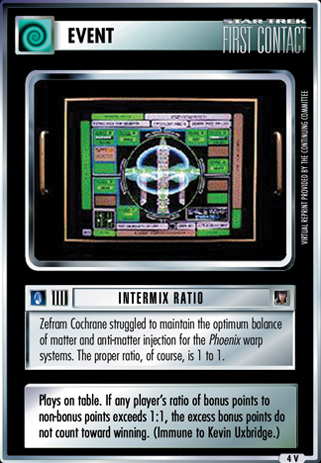 EVENT
STAR TREK
FIRST CONTACT
VIRTUAL REPRINT PROVIDED BY THE CONTINUING COMMITTEE
INTERMIX RATIO
Zefram Cochrane struggled to maintain the optimum balance
of matter and anti-matter injection for the Phoenix warp
systems. The proper ratio, of course, is 1 to 1.
Plays on table. If any player's ratio of bonus points to
non-bonus points exceeds 1:1, the excess bonus points do
not count toward winning. (Immune to Kevin Uxbridge.)
4 V